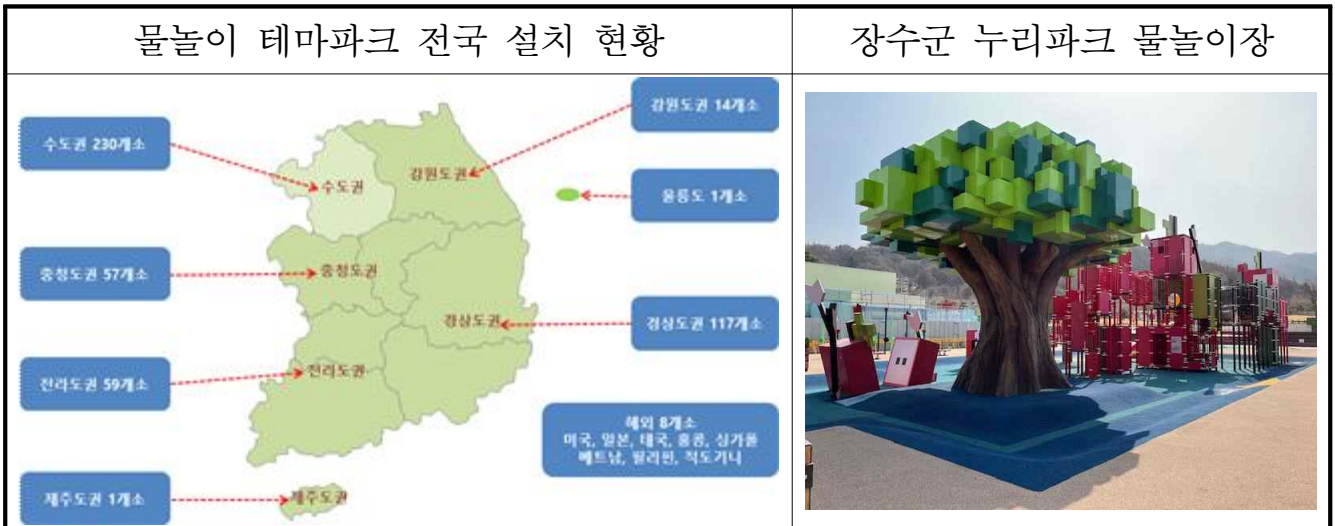 물놀이 테마파크 전국 설치 현황
장수군 누리파크 물놀이장
강원도권 14개소
수도권 230개소
강원도권
수도권
울릉도 1개소
충청도권 57개소
충청도권
경상도권
경상도권 117개소
전라도권 59개소
전라도권
해외 8개소
미국, 일본, 태국, 홍콩, 싱가폴
베트남, 필리핀, 적도기니
제주도권 1개소
제주도권